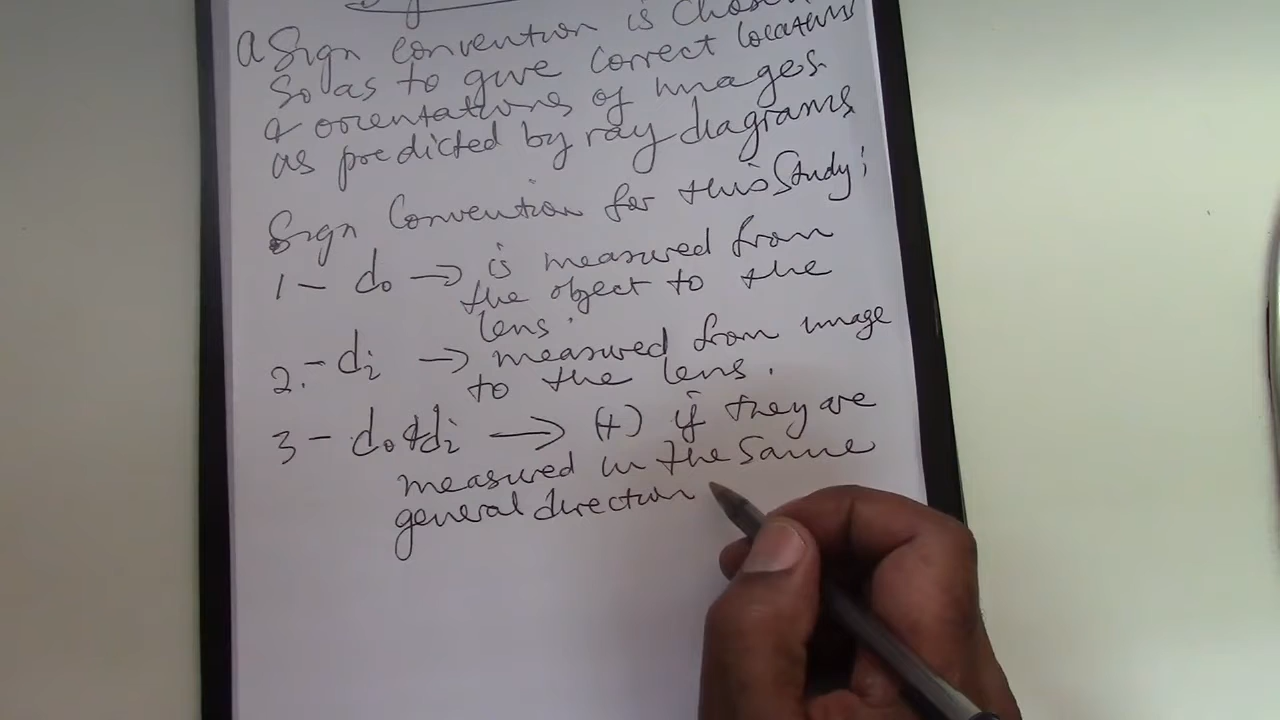 a Sign convention is chosen
So as to give correct locations
& orientations of images.
as predicted by ray diagrams
Sign Convention for this Study;
1 - do → is measured from
the object to the
lens.
2. - di → measured from image
to the lens.
3 - do & di → (+) if they are
measured in the same
general direction